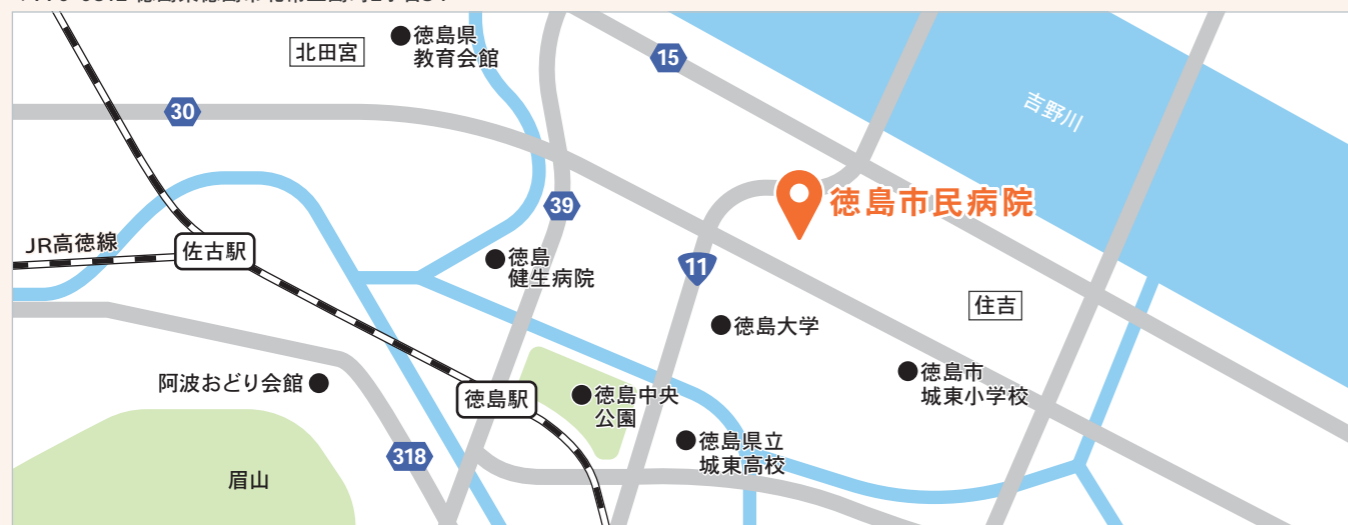 徳島県
教育会館
北田宮
15
30
吉野川
徳島市民病院
39
JR高徳線
佐古駅
徳島
健生病院
11
住吉
徳島大学
徳島市
城東小学校
阿波おどり会館
徳島駅
徳島中央
公園
徳島県立
城東高校
318
眉山